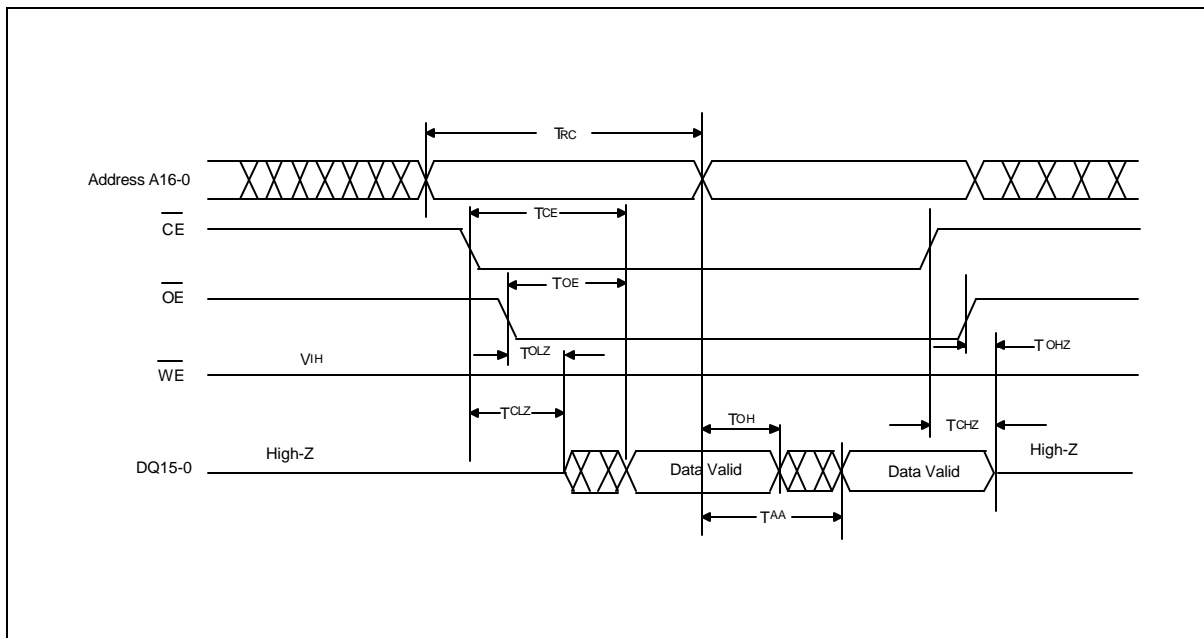 TRC
Address A16-0
TCE
CE
TOE
OE
TOLZ
TOHZ
VIH
WE
TCLZ
TOH
TCHZ
High-Z
High-Z
DQ15-0
Data Valid
Data Valid
TAA